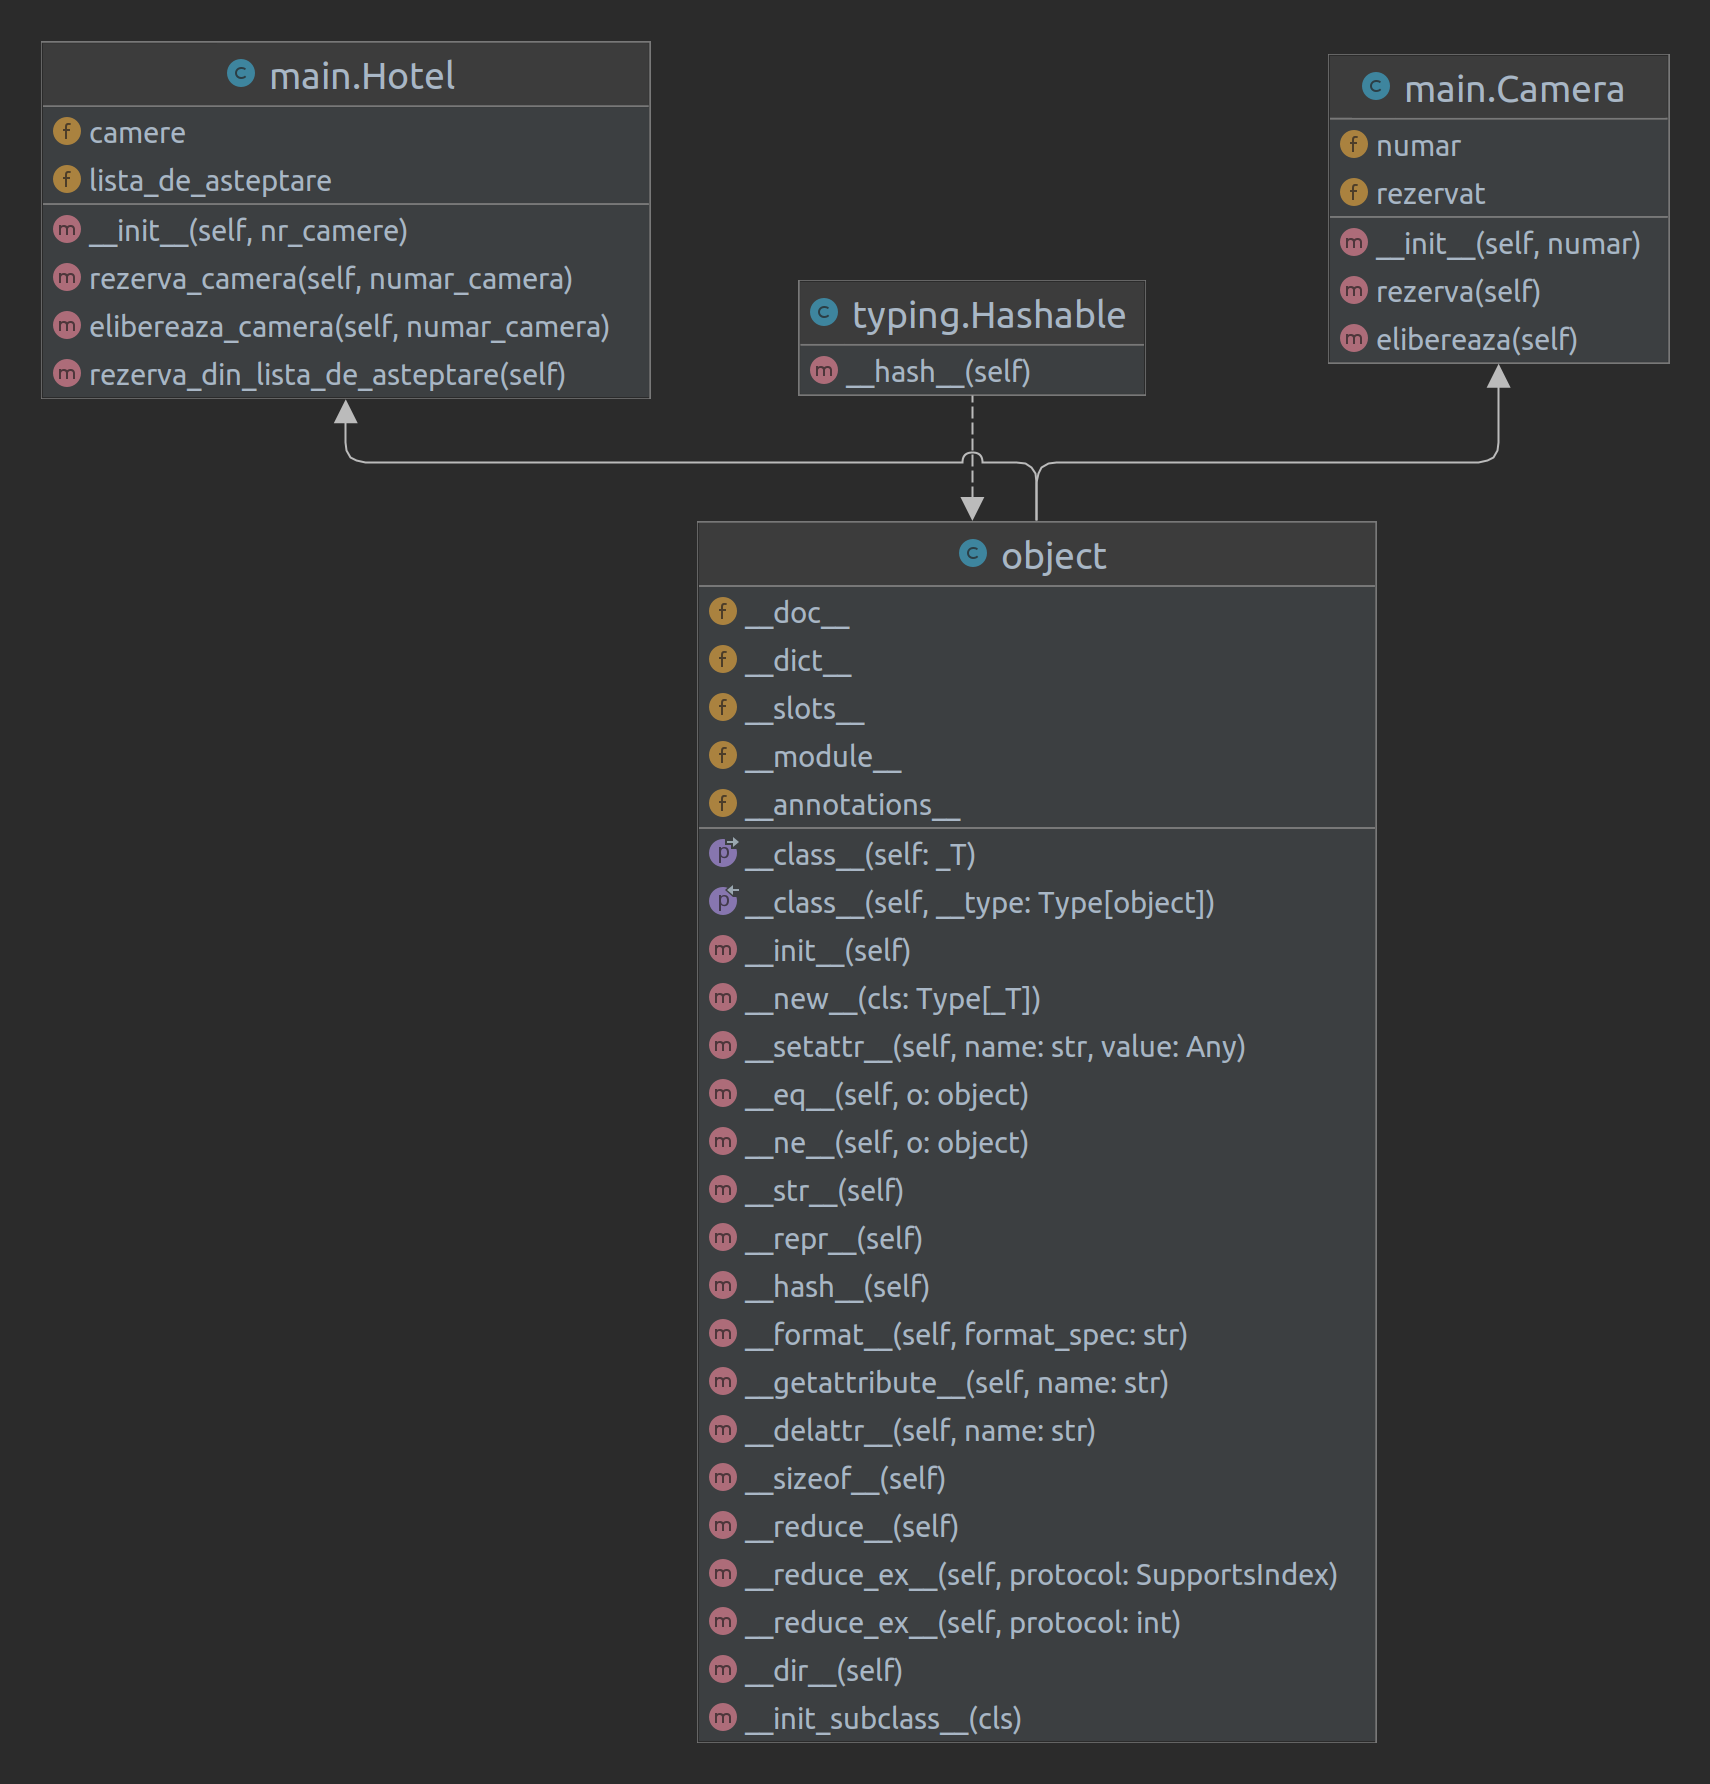 main.Hotel
camere
lista_de_asteptare
__init__(self, nr_camere)
rezerva_camera(self, numar_camera)
elibereaza_camera(self, numar_camera)
rezerva_din_lista_de_asteptare(self)
typing.Hashable
__hash__(self)
main.Camera
numar
rezervat
__init__(self, numar)
rezerva(self)
elibereaza(self)
object
__doc__
__dict__
__slots__
__module__
__annotations__
__class__(self: _T)
__class__(self, __type: Type[object])
__init__(self)
__new__(cls: Type[_T])
__setattr__(self, name: str, value: Any)
__eq__(self, o: object)
__ne__(self, o: object)
__str__(self)
__repr__(self)
__hash__(self)
__format__(self, format_spec: str)
__getattribute__(self, name: str)
__delattr__(self, name: str)
__sizeof__(self)
__reduce__(self)
__reduce_ex__(self, protocol: SupportsIndex)
__reduce_ex__(self, protocol: int)
__dir__(self)
__init_subclass__(cls)